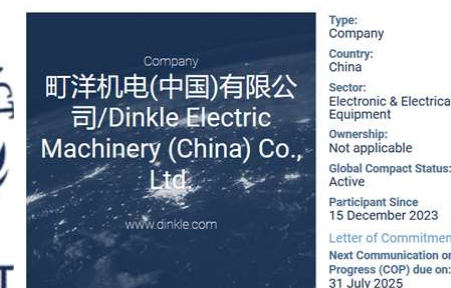 Company
町洋机电(中国)有限公
司/Dinkle Electric
Machinery (China) Co.,
Ltd.
www.dinkle.com
Type:
Company
Country:
China
Sector:
Electronic & Electrical
Equipment
Ownership:
Not applicable
Global Compact Status:
Active
Participant Since
15 December 2023
Letter of Commitmen
Next Communication on
Progress (COP) due on:
31 July 2025